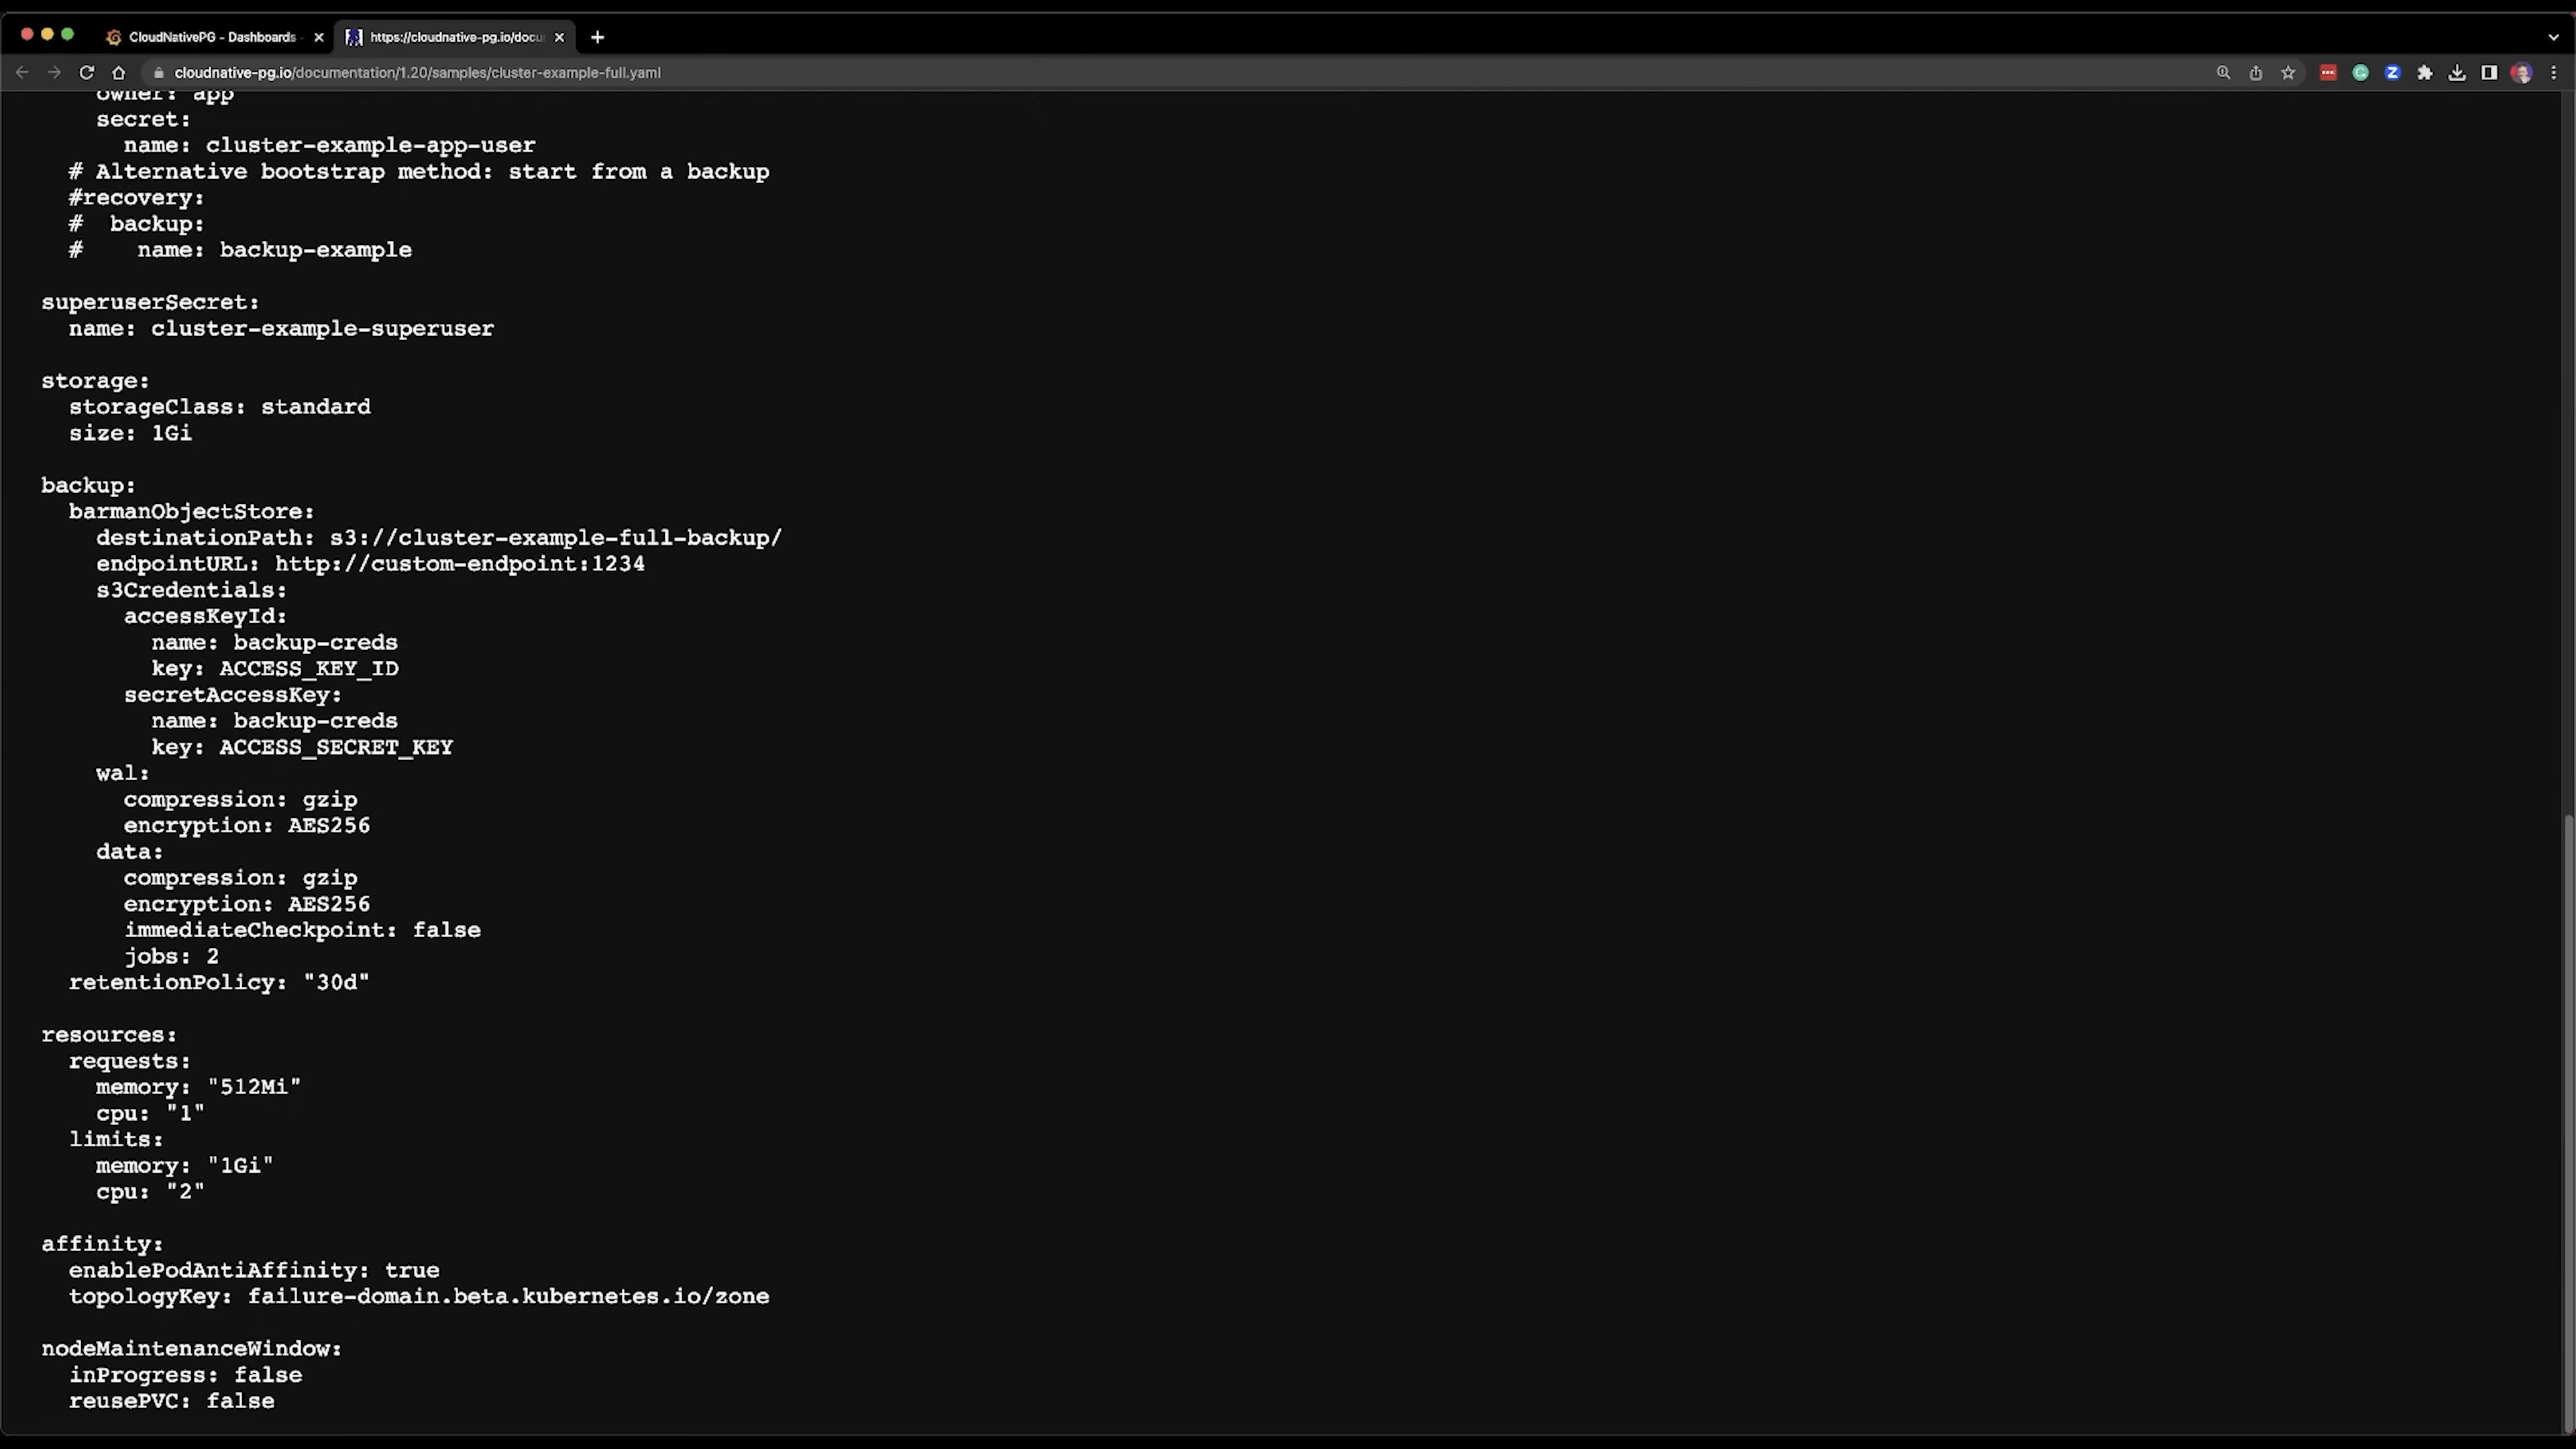 CloudNativePG - Dashboards
https://cloudnative-pg.io/docu
cloudnative-pg.io/documentation/1.20/samples/cluster-example-full.yaml
    owner: app
    secret:
      name: cluster-example-app-user
  # Alternative bootstrap method: start from a backup
  #recovery:
  #  backup:
  #    name: backup-example
superuserSecret:
  name: cluster-example-superuser
storage:
  storageClass: standard
  size: 1Gi
backup:
  barmanObjectStore:
    destinationPath: s3://cluster-example-full-backup/
    endpointURL: http://custom-endpoint:1234
    s3Credentials:
      accessKeyId:
        name: backup-creds
        key: ACCESS_KEY_ID
      secretAccessKey:
        name: backup-creds
        key: ACCESS_SECRET_KEY
    wal:
      compression: gzip
      encryption: AES256
    data:
      compression: gzip
      encryption: AES256
      immediateCheckpoint: false
      jobs: 2
  retentionPolicy: "30d"
resources:
  requests:
    memory: "512Mi"
    cpu: "1"
  limits:
    memory: "1Gi"
    cpu: "2"
affinity:
  enablePodAntiAffinity: true
  topologyKey: failure-domain.beta.kubernetes.io/zone
nodeMaintenanceWindow:
  inProgress: false
  reusePVC: false